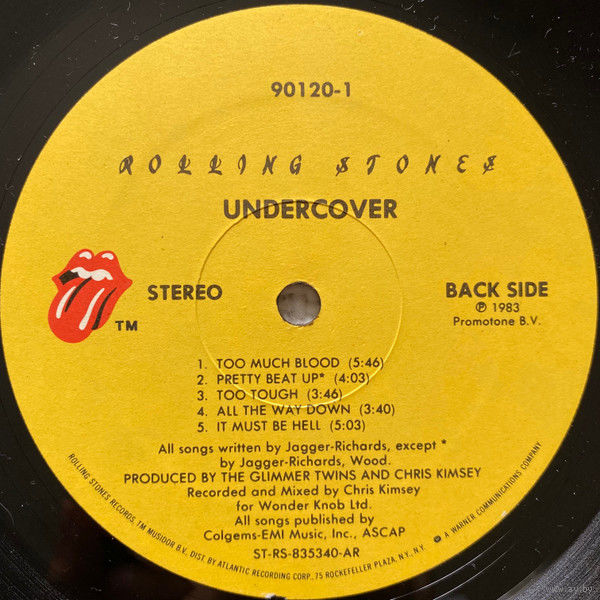 90120-1
ROLLING STONES
UNDERCOVER
TM
STEREO
BACK SIDE
℗ 1983
Promotone B.V.
1. TOO MUCH BLOOD (5:46)
2. PRETTY BEAT UP* (4:03)
3. TOO TOUGH (3:46)
4. ALL THE WAY DOWN (3:40)
5. IT MUST BE HELL (5:03)
All songs written by Jagger-Richards, except *
by Jagger-Richards, Wood.
PRODUCED BY THE GLIMMER TWINS AND CHRIS KIMSEY
Recorded and Mixed by Chris Kimsey
for Wonder Knob Ltd.
All songs published by
Colgems-EMI Music, Inc., ASCAP
ST-RS-835340-AR
ROLLING STONES RECORDS, TM MUSIDOR B.V., DIST. BY ATLANTIC RECORDING CORP., 75 ROCKEFELLER PLAZA, N.Y., N.Y. A WARNER COMMUNICATIONS COMPANY
www.ay.by